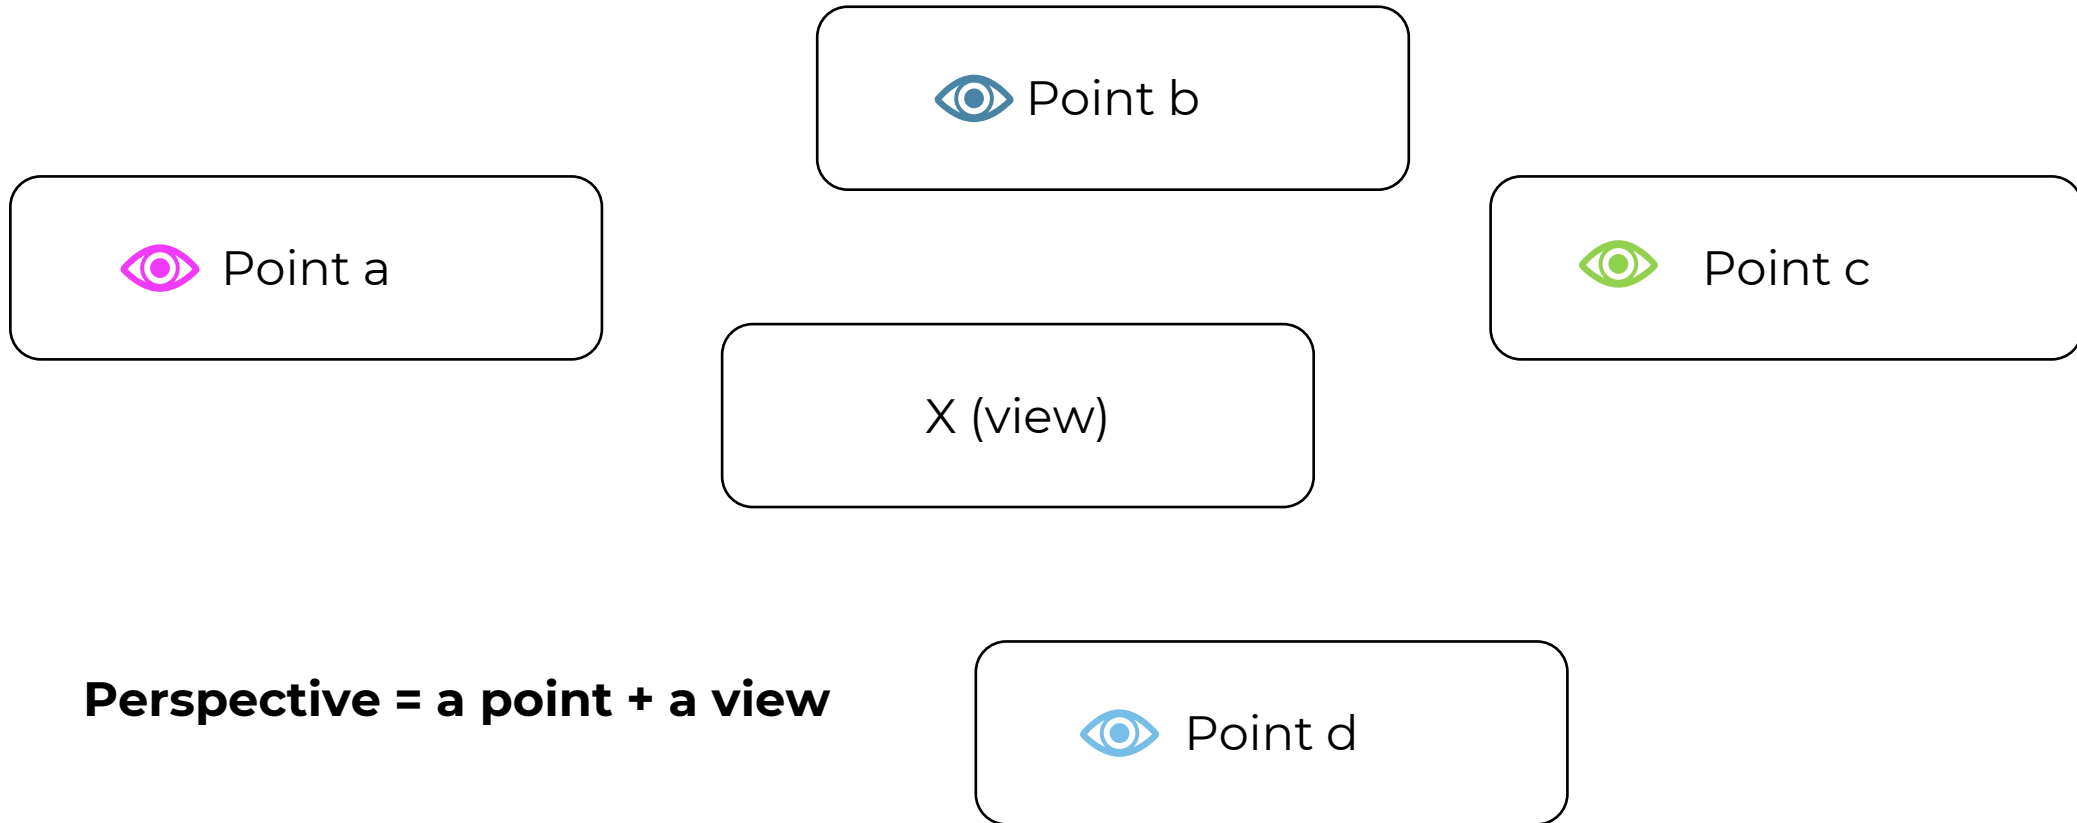 Point b
Point a
Point c
X (view)
Perspective = a point + a view
Point d